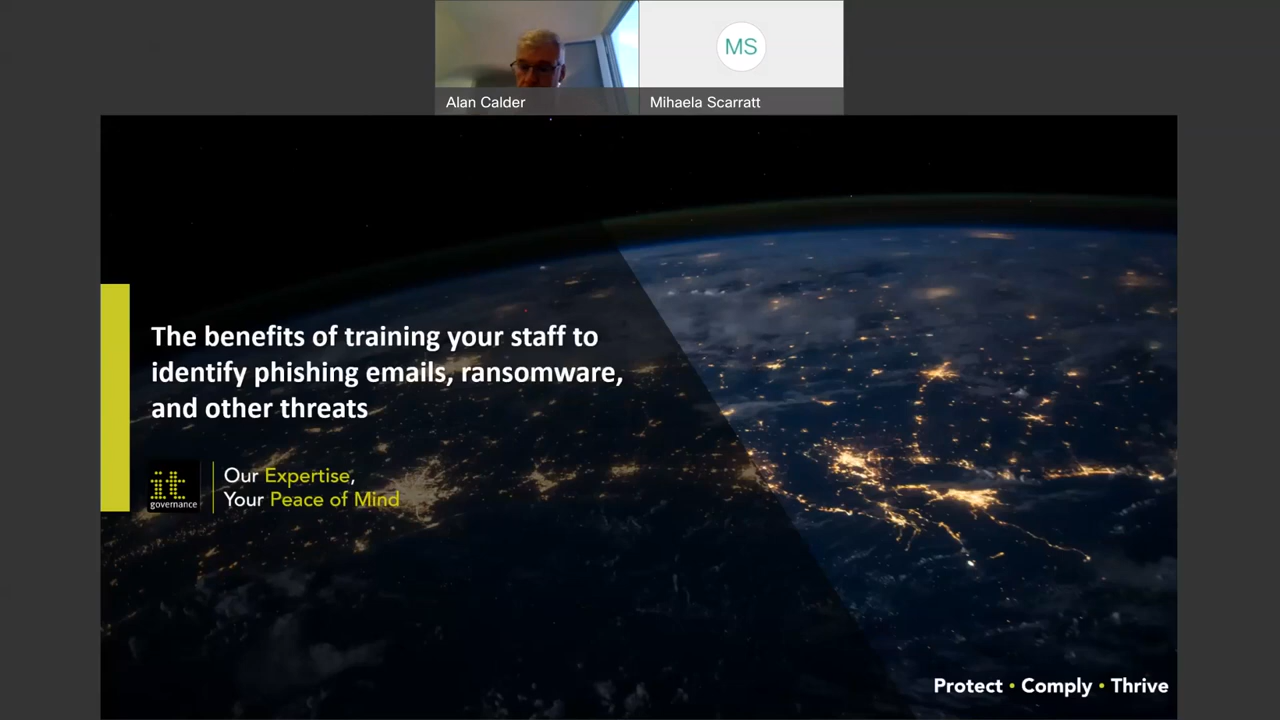 MS
Alan Calder
Mihaela Scarratt
The benefits of training your staff to
identify phishing emails, ransomware,
and other threats
it
governance
Our Expertise,
Your Peace of Mind
Protect • Comply • Thrive